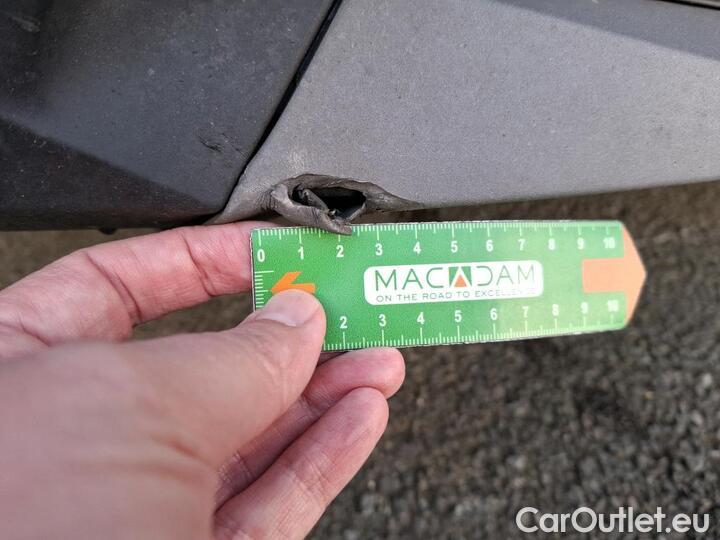 0 1 2 3 4 5 6 7 8 9 10
MACADAM
ON THE ROAD TO EXCELLENCE
2 3 4 5 6 7 8 9 10
CarOutlet.eu